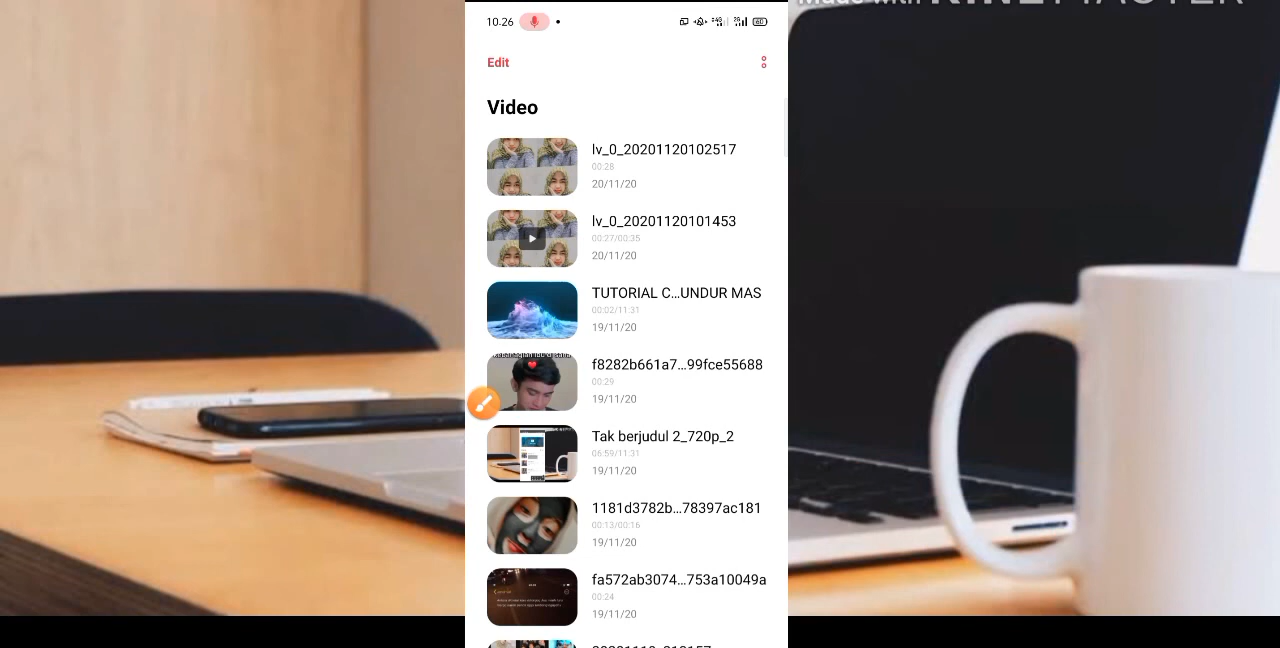 Made with KINEMASTER
10.26
Edit
Video
lv_0_20201120102517
00:28
20/11/20
lv_0_20201120101453
00:27/00:35
20/11/20
TUTORIAL C...UNDUR MAS
00:02/11:31
19/11/20
f8282b661a7...99fce55688
00:29
19/11/20
Tak berjudul 2_720p_2
06:59/11:31
19/11/20
1181d3782b...78397ac181
00:13/00:16
19/11/20
fa572ab3074...753a10049a
00:24
19/11/20